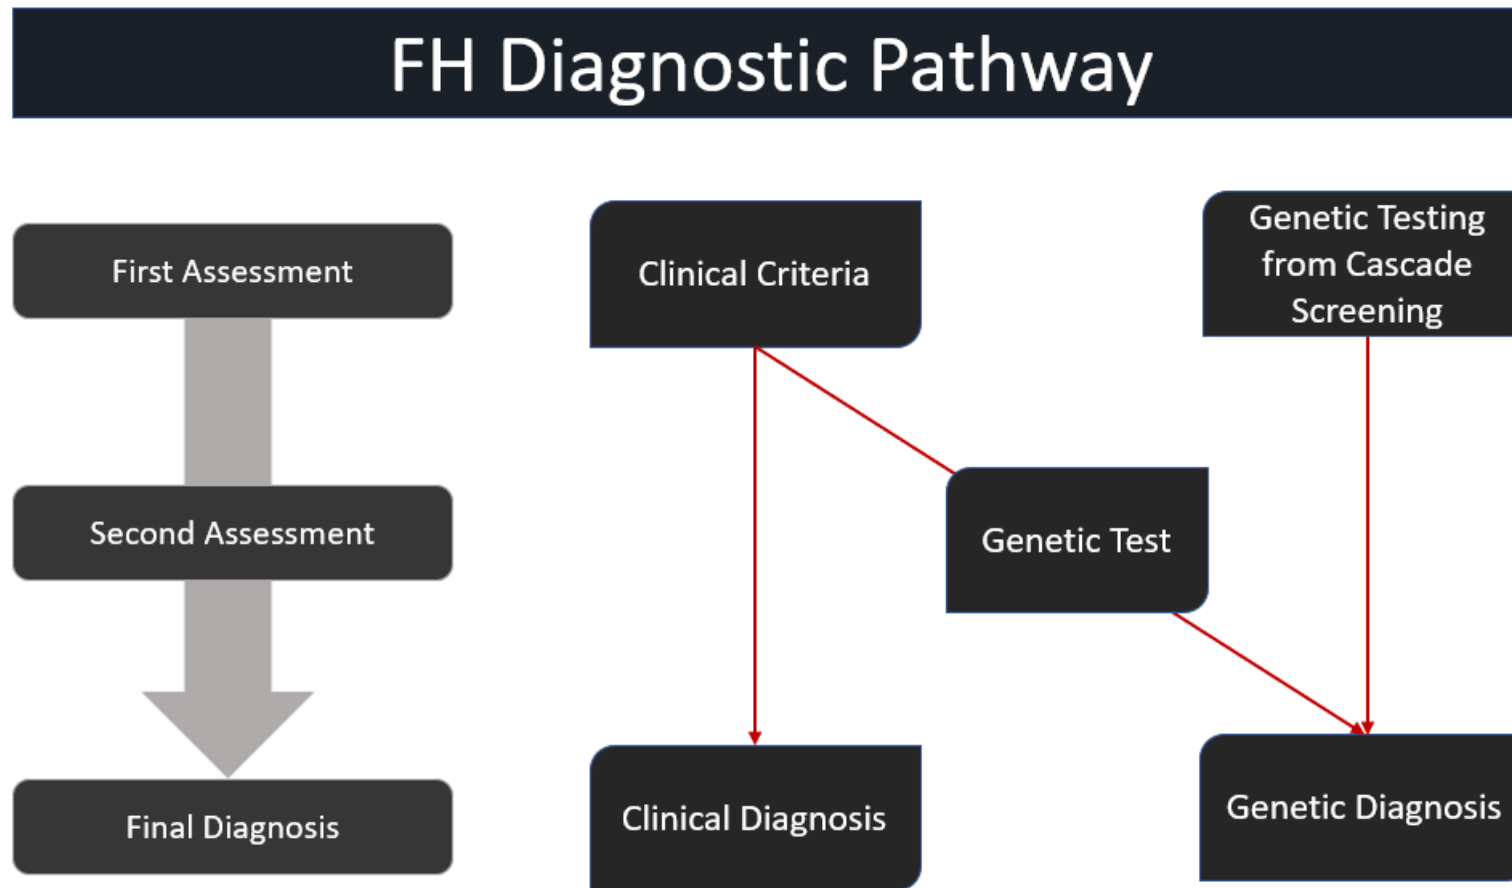 FH Diagnostic Pathway
First Assessment
Clinical Criteria
Genetic Testing
from Cascade
Screening
Second Assessment
Genetic Test
Final Diagnosis
Clinical Diagnosis
Genetic Diagnosis